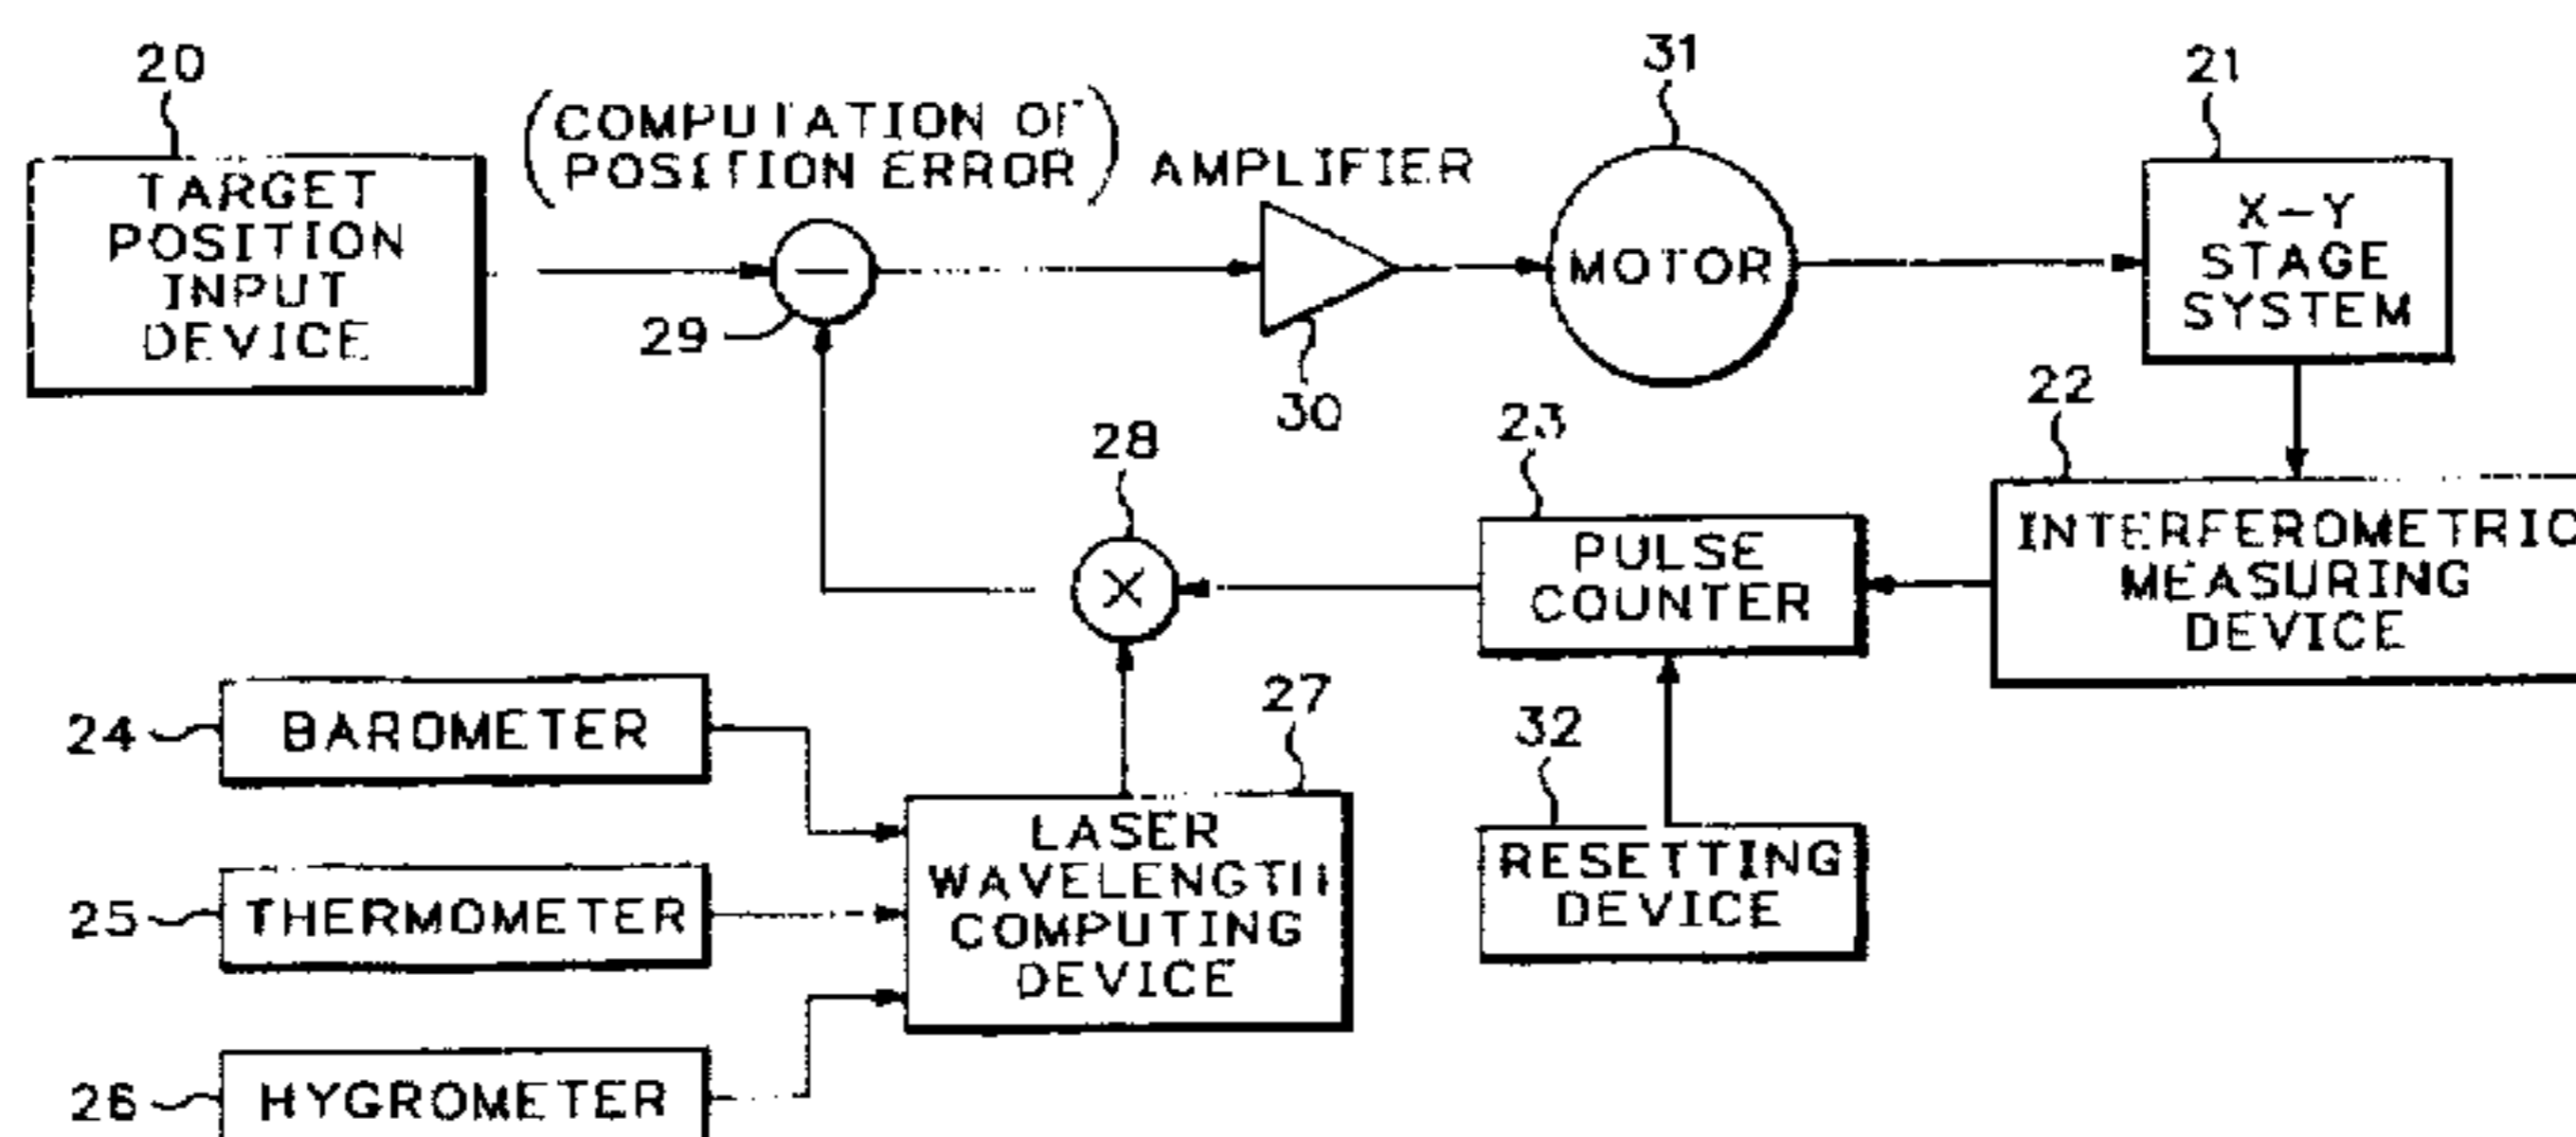 20
(COMPUTATION OF
POSITION ERROR)
AMPLIFIER
31
21
TARGET
POSITION
INPUT
DEVICE
29
30
MOTOR
X-Y
STAGE
SYSTEM
28
23
22
PULSE
COUNTER
INTERFEROMETRIC
MEASURING
DEVICE
24
BAROMETER
27
32
25
THERMOMETER
LASER
WAVELENGTH
COMPUTING
DEVICE
RESETTING
DEVICE
26
HYGROMETER